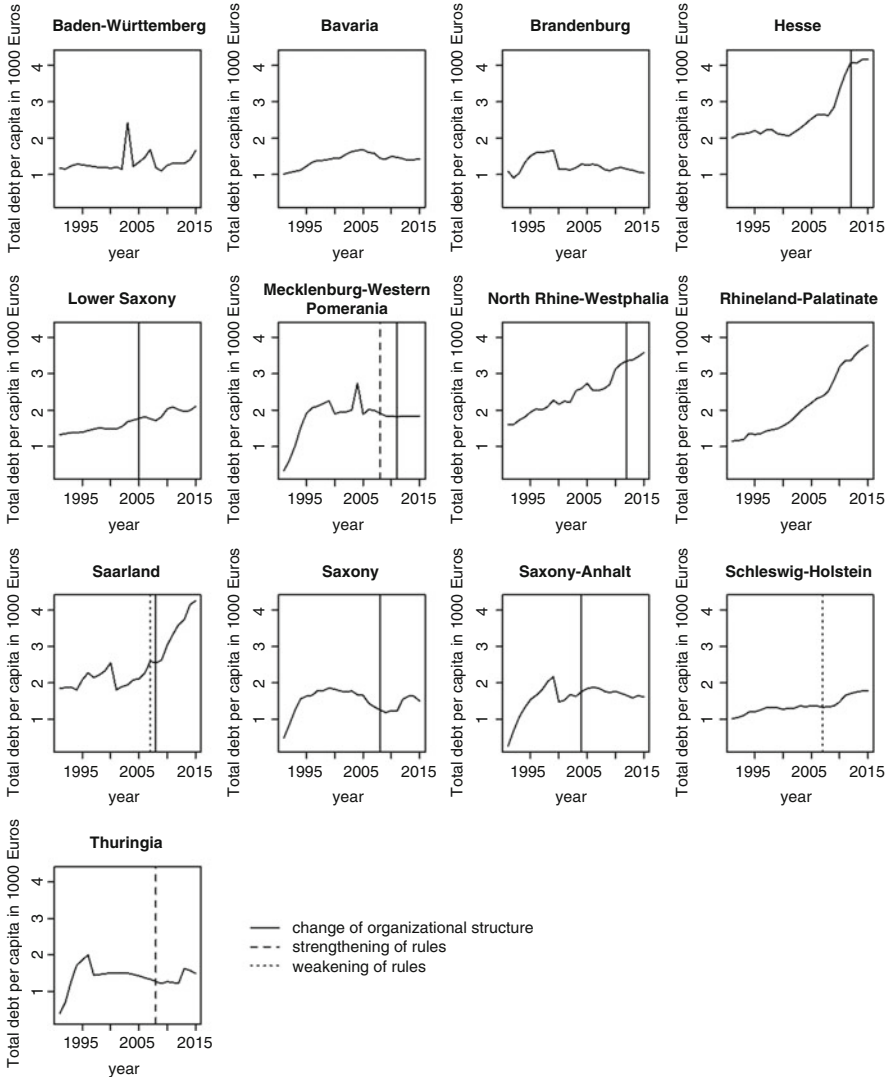 Baden-Württemberg
Total debt per capita in 1000 Euros
4
3
2
1
1995 2005 2015
year
Bavaria
Total debt per capita in 1000 Euros
4
3
2
1
1995 2005 2015
year
Brandenburg
Total debt per capita in 1000 Euros
4
3
2
1
1995 2005 2015
year
Hesse
Total debt per capita in 1000 Euros
4
3
2
1
1995 2005 2015
year
Lower Saxony
Total debt per capita in 1000 Euros
4
3
2
1
1995 2005 2015
year
Mecklenburg-Western
Pomerania
Total debt per capita in 1000 Euros
4
3
2
1
1995 2005 2015
year
North Rhine-Westphalia
Total debt per capita in 1000 Euros
4
3
2
1
1995 2005 2015
year
Rhineland-Palatinate
Total debt per capita in 1000 Euros
4
3
2
1
1995 2005 2015
year
Saarland
Total debt per capita in 1000 Euros
4
3
2
1
1995 2005 2015
year
Saxony
Total debt per capita in 1000 Euros
4
3
2
1
1995 2005 2015
year
Saxony-Anhalt
Total debt per capita in 1000 Euros
4
3
2
1
1995 2005 2015
year
Schleswig-Holstein
Total debt per capita in 1000 Euros
4
3
2
1
1995 2005 2015
year
Thuringia
Total debt per capita in 1000 Euros
4
3
2
1
1995 2005 2015
year
change of organizational structure
strengthening of rules
weakening of rules